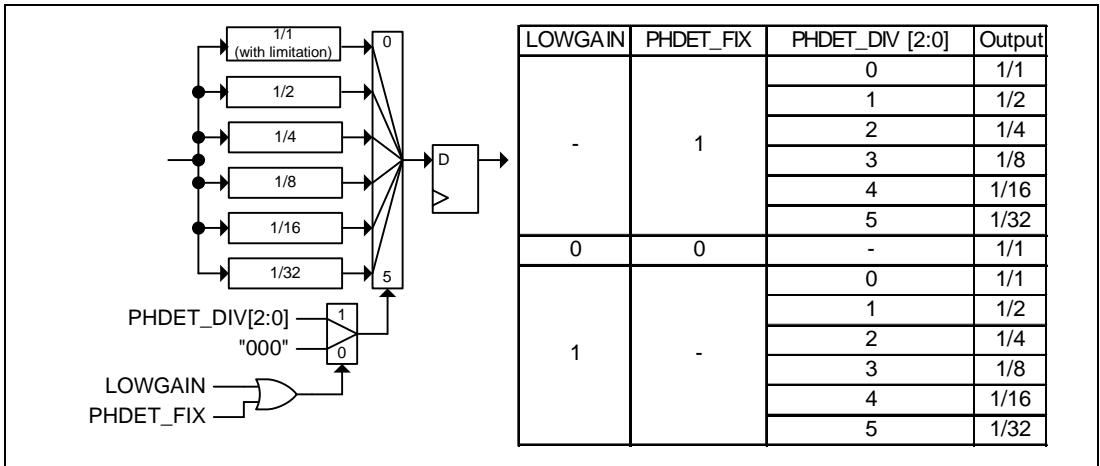 1/1
(with limitation)
1/2
1/4
1/8
1/16
1/32
0
5
D
PHDET_DIV[2:0]
"000"
1
0
LOWGAIN
PHDET_FIX
LOWGAIN PHDET_FIX PHDET_DIV [2:0] Output
- 1 0 1/1
1 1/2
2 1/4
3 1/8
4 1/16
5 1/32
0 0 - 1/1
1 - 0 1/1
1 1/2
2 1/4
3 1/8
4 1/16
5 1/32